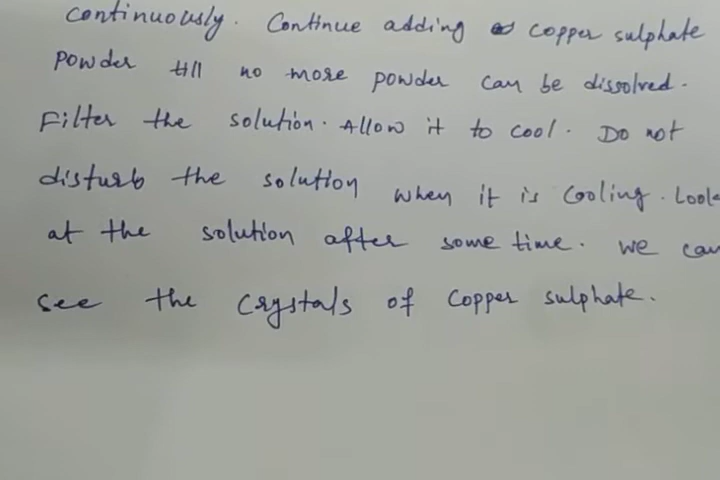 continuously. Continue adding copper sulphate
powder till no more powder can be dissolved.
Filter the solution. Allow it to cool. Do not
disturb the solution when it is cooling. Look
at the solution after some time. We can
see the crystals of copper sulphate.